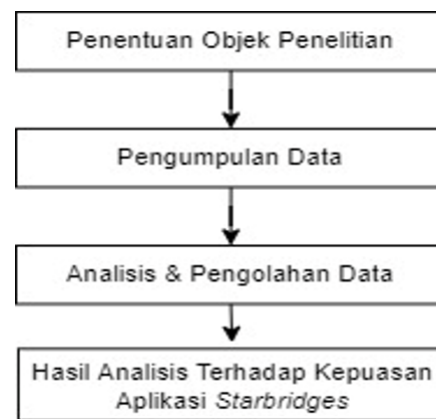 Penentuan Objek Penelitian
Pengumpulan Data
Analisis & Pengolahan Data
Hasil Analisis Terhadap Kepuasan
Aplikasi Starbridges